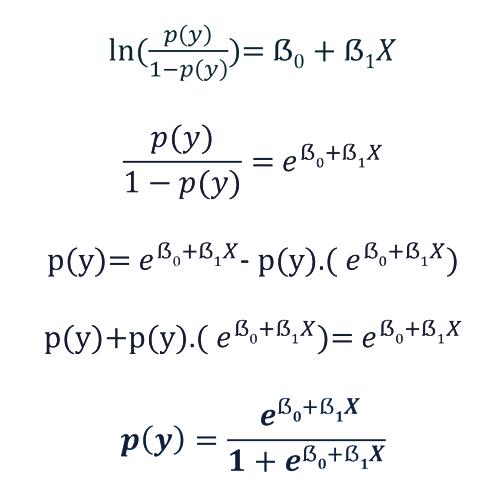 ln(p(y)/1−p(y))= ß₀ + ß₁X
p(y)/1 − p(y) = e^ß₀+ß₁X
p(y)= e^ß₀+ß₁X- p(y).( e^ß₀+ß₁X)
p(y)+p(y).( e^ß₀+ß₁X)= e^ß₀+ß₁X
p(y) = e^ß₀+ß₁X/1 + e^ß₀+ß₁X